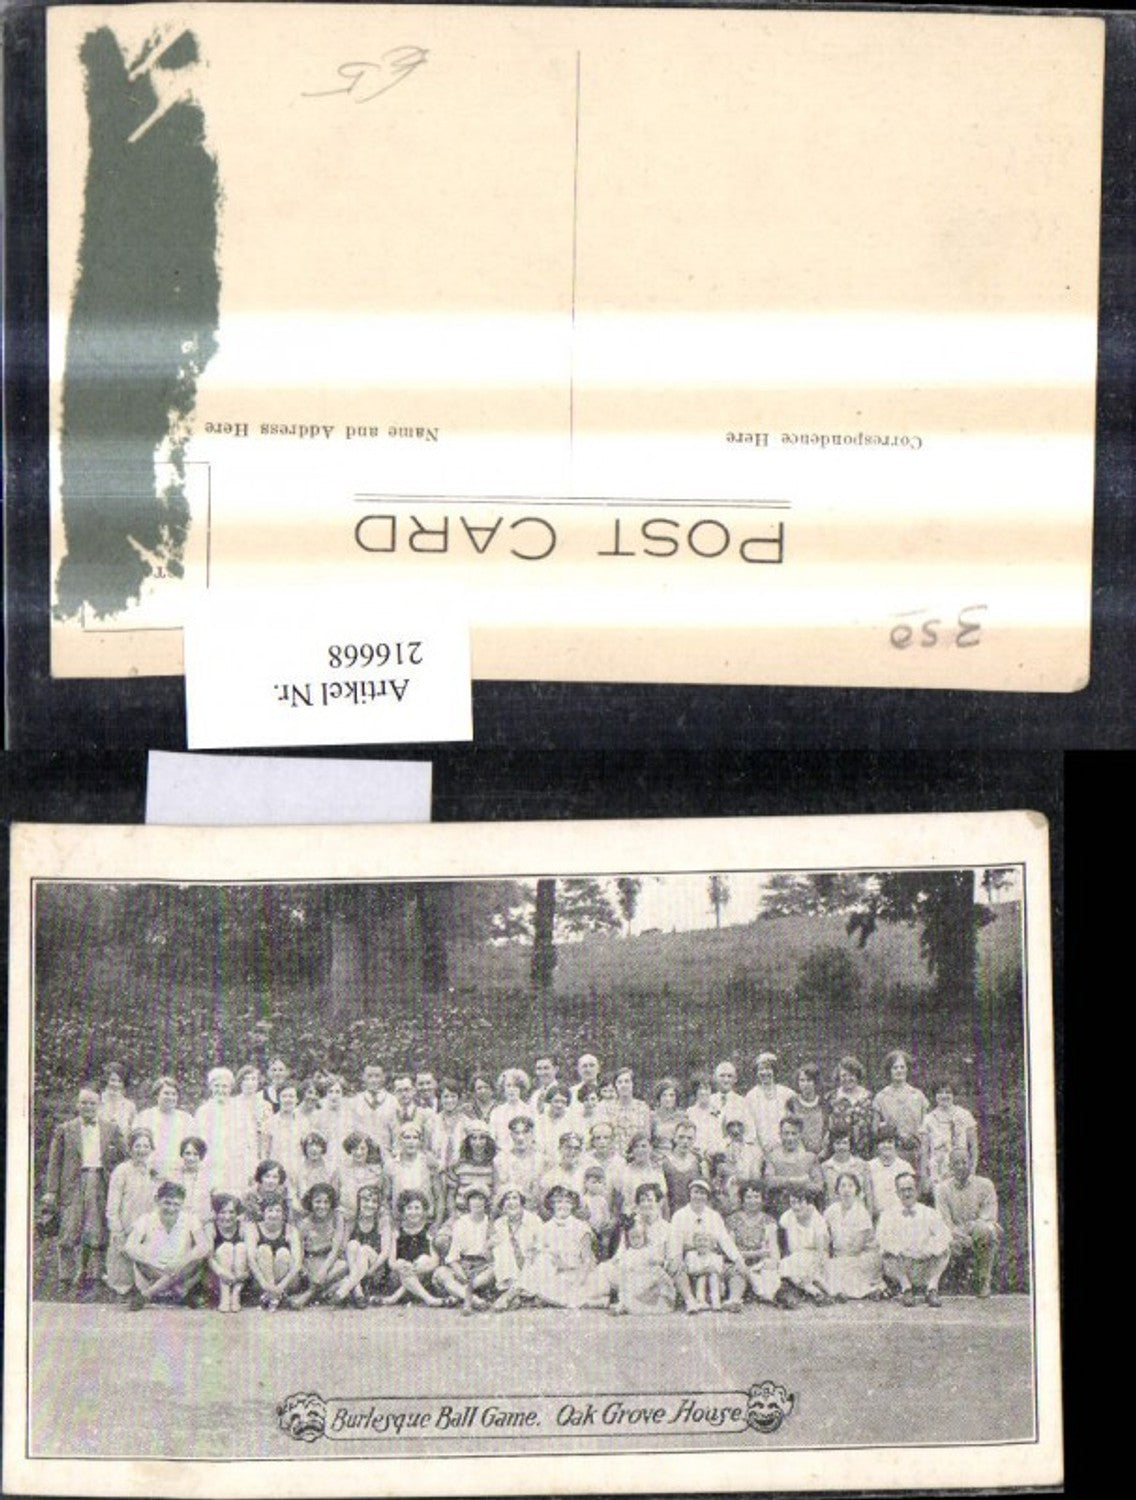 POST CARD
Correspondence Here
Name and Address Here
350
Artikel Nr.
216668
Burlesque Ball Game. Oak Grove House.